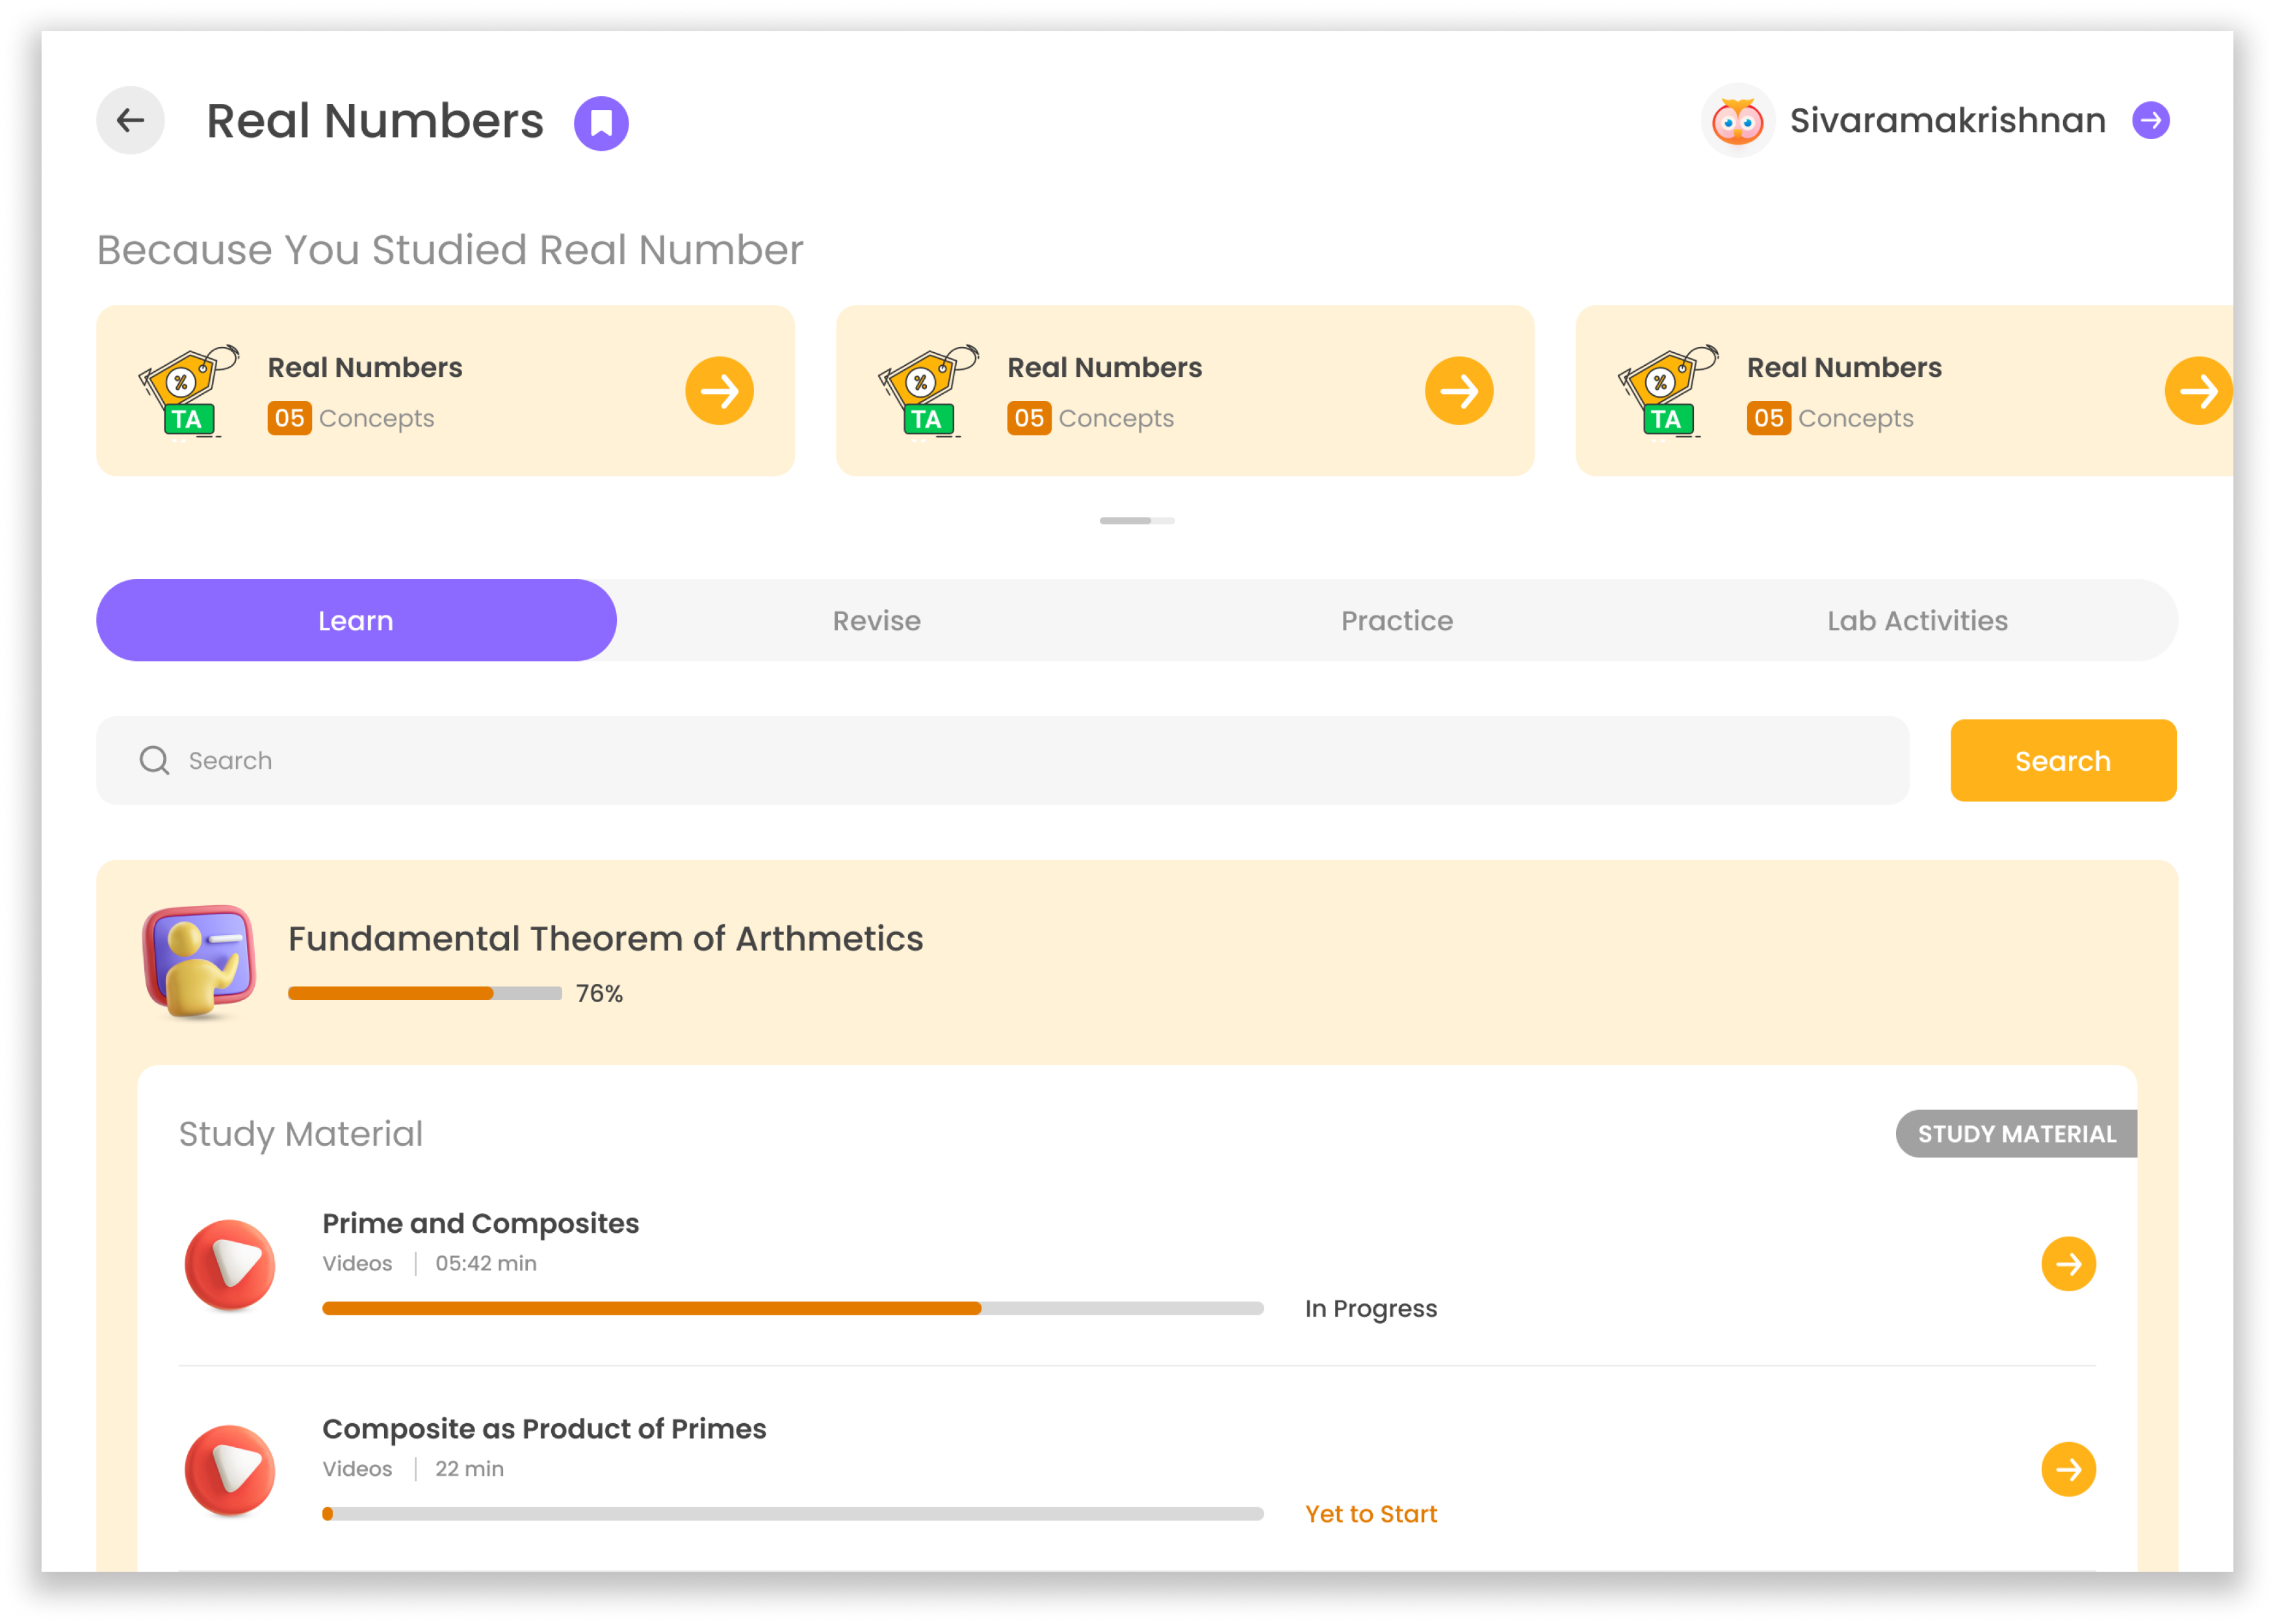 Real Numbers
Sivaramakrishnan
Because You Studied Real Number
% TA
Real Numbers
05 Concepts
% TA
Real Numbers
05 Concepts
% TA
Real Numbers
05 Concepts
Learn
Revise
Practice
Lab Activities
Search
Search
Fundamental Theorem of Arthmetics
76%
Study Material
STUDY MATERIAL
Prime and Composites
Videos | 05:42 min
In Progress
Composite as Product of Primes
Videos | 22 min
Yet to Start